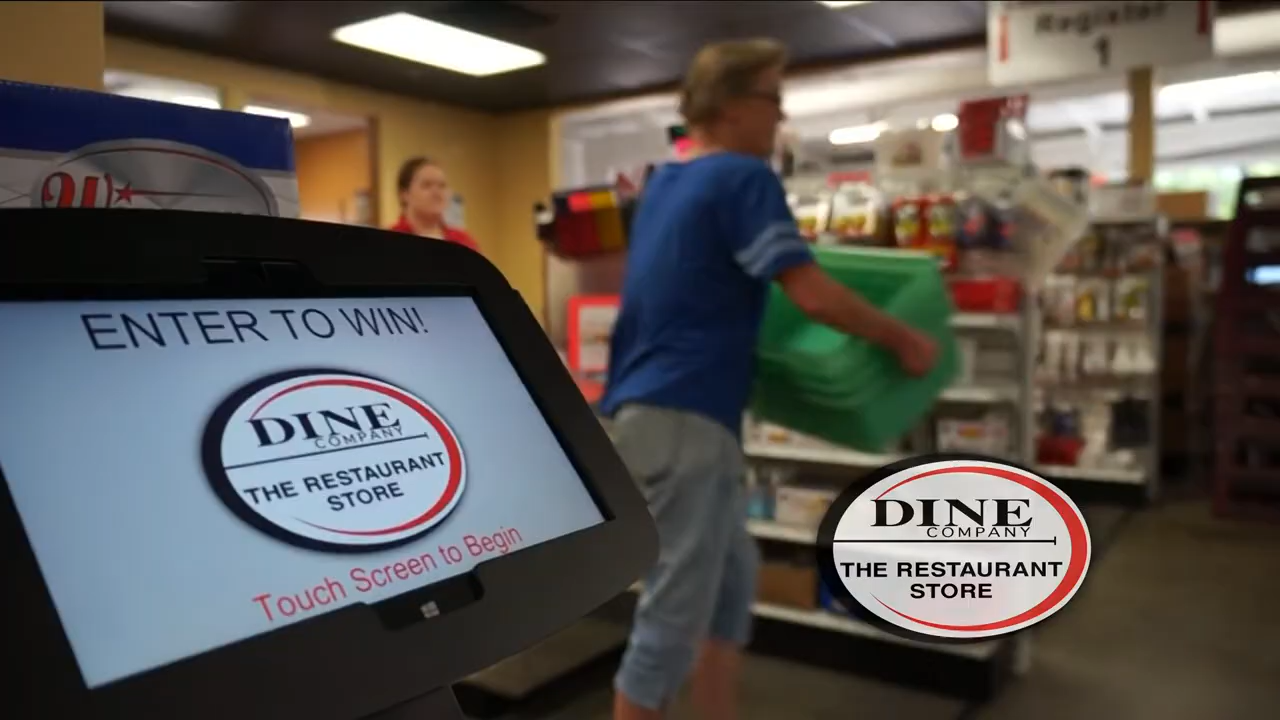 Register
1
ENTER TO WIN!
DINE
COMPANY
THE RESTAURANT
STORE
Touch Screen to Begin
DINE
COMPANY
THE RESTAURANT
STORE